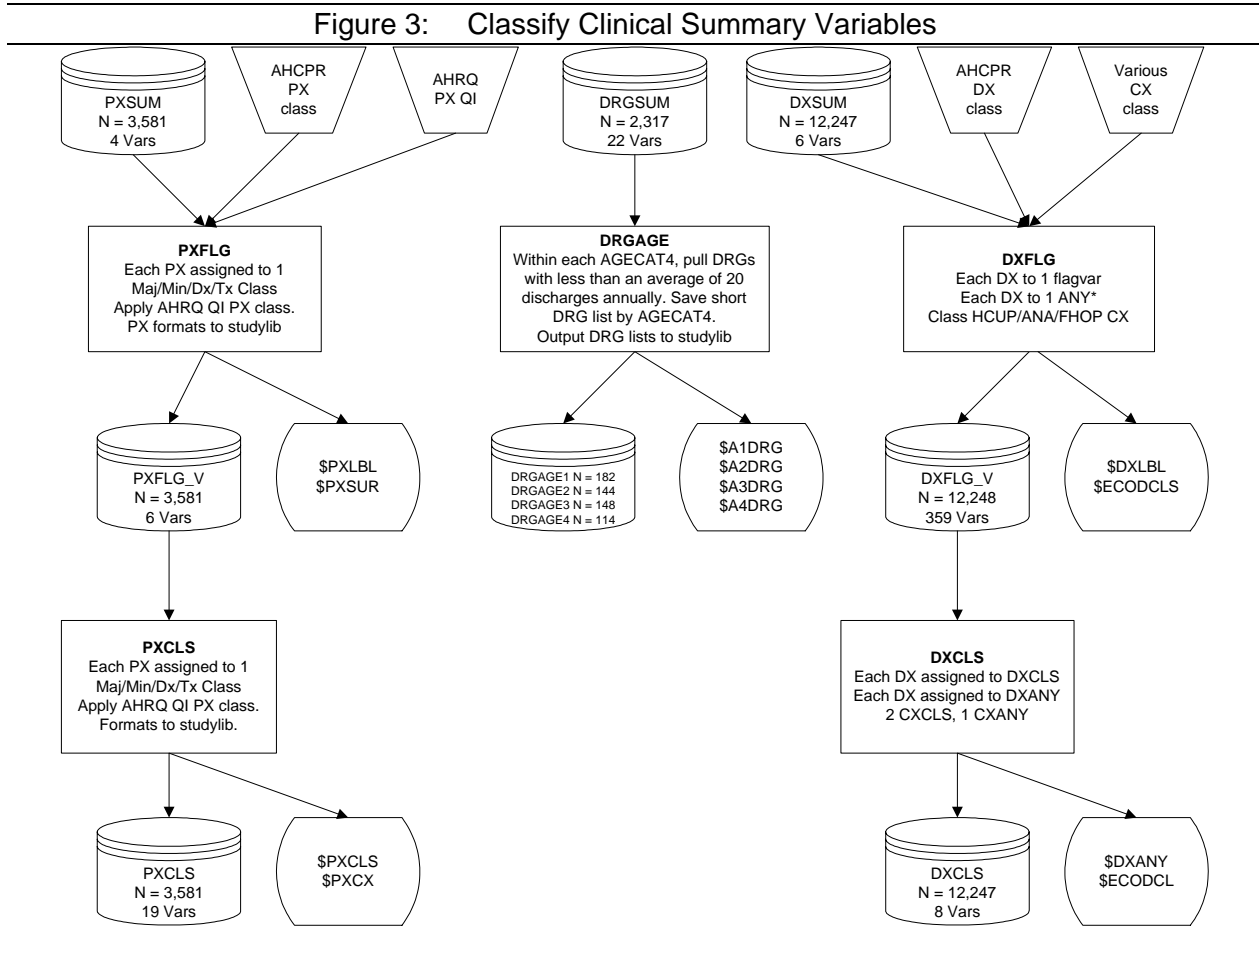 Figure 3: Classify Clinical Summary Variables
PXSUM
N = 3,581
4 Vars
AHCPR
PX
class
AHRQ
PX QI
DRGSUM
N = 2,317
22 Vars
DXSUM
N = 12,247
6 Vars
AHCPR
DX
class
Various
CX
class
PXFLG
Each PX assigned to 1
Maj/Min/Dx/Tx Class
Apply AHRQ QI PX class.
PX formats to studylib
DRGAGE
Within each AGECAT4, pull DRGs
with less than an average of 20
discharges annually. Save short
DRG list by AGECAT4.
Output DRG lists to studylib
DXFLG
Each DX to 1 flagvar
Each DX to 1 ANY*
Class HCUP/ANA/FHOP CX
PXFLG_V
N = 3,581
6 Vars
$PXLBL
$PXSUR
DRGAGE1 N = 182
DRGAGE2 N = 144
DRGAGE3 N = 148
DRGAGE4 N = 114
$A1DRG
$A2DRG
$A3DRG
$A4DRG
DXFLG_V
N = 12,248
359 Vars
$DXLBL
$ECODCLS
PXCLS
Each PX assigned to 1
Maj/Min/Dx/Tx Class
Apply AHRQ QI PX class.
Formats to studylib.
DXCLS
Each DX assigned to DXCLS
Each DX assigned to DXANY
2 CXCLS, 1 CXANY
PXCLS
N = 3,581
19 Vars
$PXCLS
$PXCX
DXCLS
N = 12,247
8 Vars
$DXANY
$ECODCL